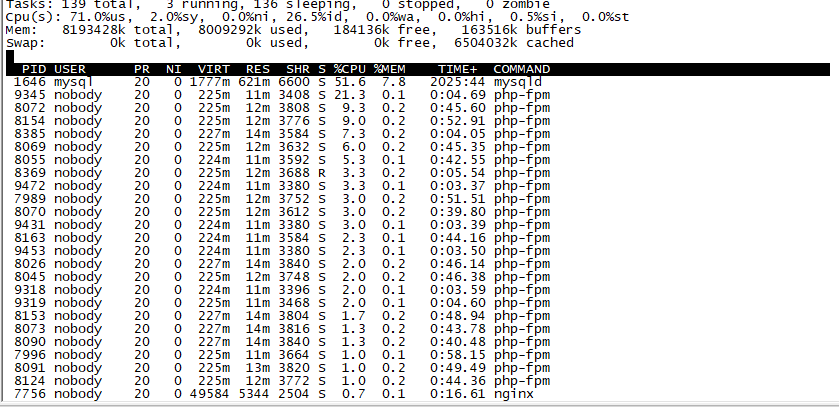 Tasks: 139 total,   3 running, 136 sleeping,   0 stopped,   0 zombie
Cpu(s): 71.0%us,  2.0%sy,  0.0%ni, 26.5%id,  0.0%wa,  0.0%hi,  0.5%si,  0.0%st
Mem:   8193428k total,  8009292k used,   184136k free,   163516k buffers
Swap:        0k total,        0k used,        0k free,  6504032k cached
PID USER      PR  NI  VIRT  RES  SHR S %CPU %MEM    TIME+  COMMAND
1646 mysql     20   0 1777m 621m 6600 S 51.6  7.8   2025:44 mysqld
9345 nobody    20   0  225m  11m 3408 S 21.3  0.1   0:04.69 php-fpm
8072 nobody    20   0  225m  12m 3808 S  9.3  0.2   0:45.60 php-fpm
8154 nobody    20   0  225m  12m 3776 S  9.0  0.2   0:52.91 php-fpm
8385 nobody    20   0  227m  14m 3584 S  7.3  0.2   0:04.05 php-fpm
8069 nobody    20   0  225m  12m 3632 S  6.0  0.2   0:45.35 php-fpm
8055 nobody    20   0  224m  11m 3592 S  5.3  0.1   0:42.55 php-fpm
8369 nobody    20   0  225m  12m 3688 R  3.3  0.2   0:05.54 php-fpm
9472 nobody    20   0  224m  11m 3380 S  3.3  0.1   0:03.37 php-fpm
7989 nobody    20   0  225m  12m 3752 S  3.0  0.2   0:51.51 php-fpm
8070 nobody    20   0  225m  12m 3612 S  3.0  0.2   0:39.80 php-fpm
9431 nobody    20   0  224m  11m 3380 S  3.0  0.1   0:03.39 php-fpm
8163 nobody    20   0  224m  11m 3584 S  2.3  0.1   0:44.16 php-fpm
9453 nobody    20   0  224m  11m 3380 S  2.3  0.1   0:03.50 php-fpm
8026 nobody    20   0  227m  14m 3840 S  2.0  0.2   0:46.14 php-fpm
8045 nobody    20   0  225m  12m 3748 S  2.0  0.2   0:46.38 php-fpm
9318 nobody    20   0  224m  11m 3396 S  2.0  0.1   0:03.59 php-fpm
9319 nobody    20   0  225m  11m 3468 S  2.0  0.1   0:04.60 php-fpm
8153 nobody    20   0  227m  14m 3804 S  1.7  0.2   0:48.94 php-fpm
8073 nobody    20   0  227m  14m 3816 S  1.3  0.2   0:43.78 php-fpm
8090 nobody    20   0  227m  14m 3840 S  1.3  0.2   0:40.48 php-fpm
7996 nobody    20   0  225m  11m 3664 S  1.0  0.1   0:58.15 php-fpm
8091 nobody    20   0  225m  13m 3820 S  1.0  0.2   0:49.49 php-fpm
8124 nobody    20   0  225m  12m 3772 S  1.0  0.2   0:44.36 php-fpm
7756 nobody    20   0 49584 5344 2504 S  0.7  0.1   0:16.61 nginx